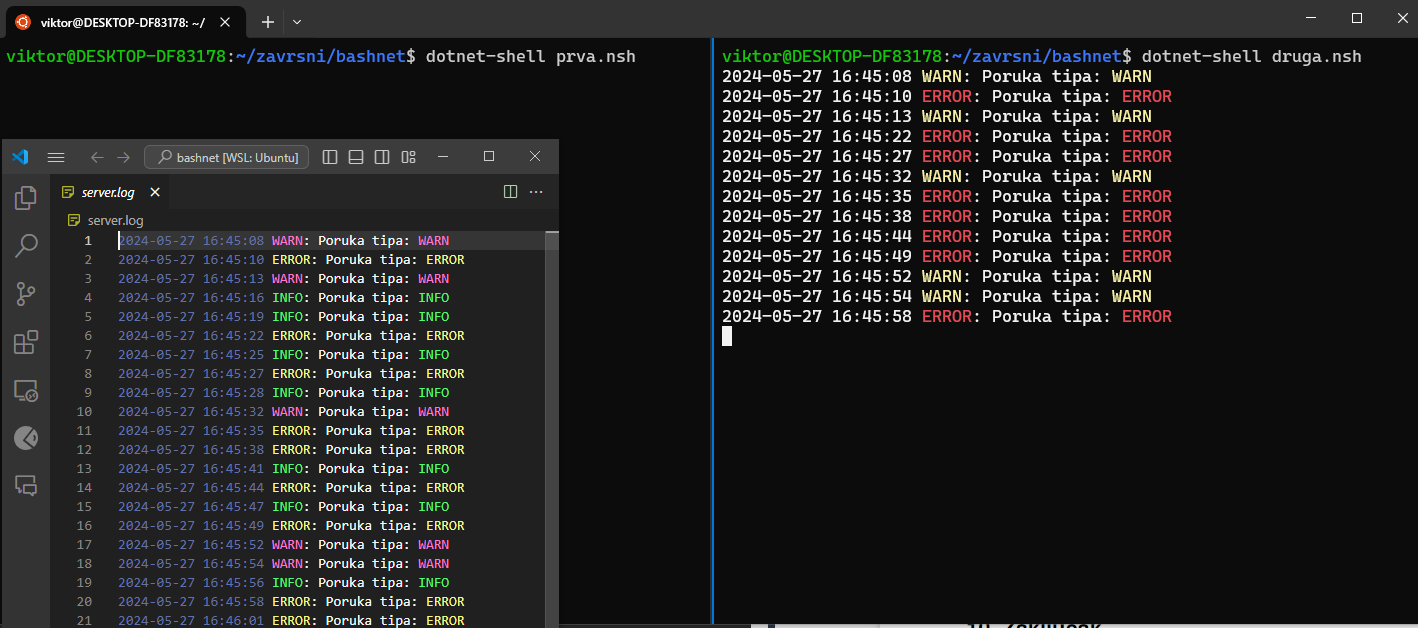 viktor@DESKTOP-DF83178: ~/
viktor@DESKTOP-DF83178:~/zavrsni/bashnet$ dotnet-shell prva.nsh
bashnet [WSL: Ubuntu]
server.log
server.log
1 2024-05-27 16:45:08 WARN: Poruka tipa: WARN
2 2024-05-27 16:45:10 ERROR: Poruka tipa: ERROR
3 2024-05-27 16:45:13 WARN: Poruka tipa: WARN
4 2024-05-27 16:45:16 INFO: Poruka tipa: INFO
5 2024-05-27 16:45:19 INFO: Poruka tipa: INFO
6 2024-05-27 16:45:22 ERROR: Poruka tipa: ERROR
7 2024-05-27 16:45:25 INFO: Poruka tipa: INFO
8 2024-05-27 16:45:27 ERROR: Poruka tipa: ERROR
9 2024-05-27 16:45:28 INFO: Poruka tipa: INFO
10 2024-05-27 16:45:32 WARN: Poruka tipa: WARN
11 2024-05-27 16:45:35 ERROR: Poruka tipa: ERROR
12 2024-05-27 16:45:38 ERROR: Poruka tipa: ERROR
13 2024-05-27 16:45:41 INFO: Poruka tipa: INFO
14 2024-05-27 16:45:44 ERROR: Poruka tipa: ERROR
15 2024-05-27 16:45:47 INFO: Poruka tipa: INFO
16 2024-05-27 16:45:49 ERROR: Poruka tipa: ERROR
17 2024-05-27 16:45:52 WARN: Poruka tipa: WARN
18 2024-05-27 16:45:54 WARN: Poruka tipa: WARN
19 2024-05-27 16:45:56 INFO: Poruka tipa: INFO
20 2024-05-27 16:45:58 ERROR: Poruka tipa: ERROR
21 2024-05-27 16:46:01 ERROR: Poruka tipa: ERROR
viktor@DESKTOP-DF83178:~/zavrsni/bashnet$ dotnet-shell druga.nsh
2024-05-27 16:45:08 WARN: Poruka tipa: WARN
2024-05-27 16:45:10 ERROR: Poruka tipa: ERROR
2024-05-27 16:45:13 WARN: Poruka tipa: WARN
2024-05-27 16:45:22 ERROR: Poruka tipa: ERROR
2024-05-27 16:45:27 ERROR: Poruka tipa: ERROR
2024-05-27 16:45:32 WARN: Poruka tipa: WARN
2024-05-27 16:45:35 ERROR: Poruka tipa: ERROR
2024-05-27 16:45:38 ERROR: Poruka tipa: ERROR
2024-05-27 16:45:44 ERROR: Poruka tipa: ERROR
2024-05-27 16:45:49 ERROR: Poruka tipa: ERROR
2024-05-27 16:45:52 WARN: Poruka tipa: WARN
2024-05-27 16:45:54 WARN: Poruka tipa: WARN
2024-05-27 16:45:58 ERROR: Poruka tipa: ERROR